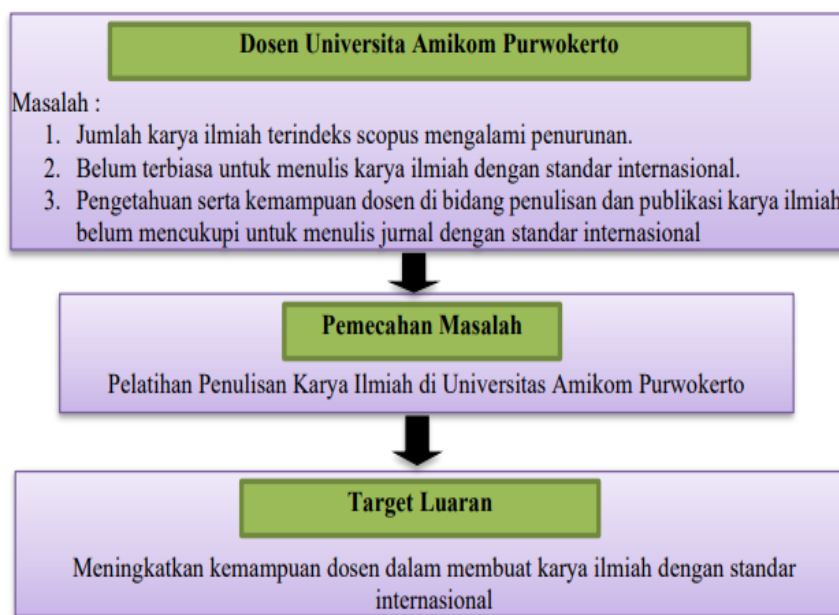 Dosen Universita Amikom Purwokerto
Masalah :
1. Jumlah karya ilmiah terindeks scopus mengalami penurunan.
2. Belum terbiasa untuk menulis karya ilmiah dengan standar internasional.
3. Pengetahuan serta kemampuan dosen di bidang penulisan dan publikasi karya ilmiah
belum mencukupi untuk menulis jurnal dengan standar internasional
Pemecahan Masalah
Pelatihan Penulisan Karya Ilmiah di Universitas Amikom Purwokerto
Target Luaran
Meningkatkan kemampuan dosen dalam membuat karya ilmiah dengan standar
internasional